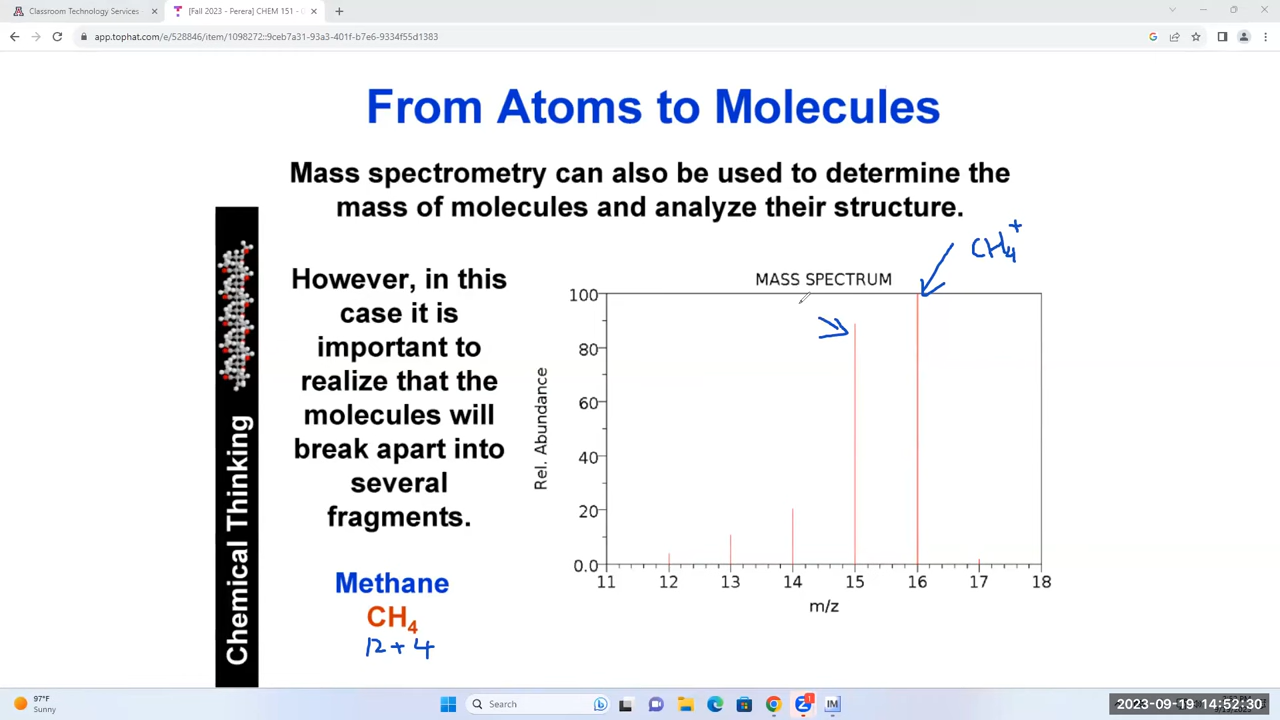 Classroom Technology Services
[Fall 2023 - Perera] CHEM 151 -
app.tophat.com/e/528846/item/1098272::9ceb7a31-93a3-401f-b7e6-9334f55d1383
From Atoms to Molecules
Mass spectrometry can also be used to determine the
mass of molecules and analyze their structure.
However, in this
case it is
important to
realize that the
molecules will
break apart into
several
fragments.
Methane
CH₄
12 + 4
Chemical Thinking
CH₄⁺
MASS SPECTRUM
Rel. Abundance
100
80
60
40
20
0.0
11 12 13 14 15 16 17 18
m/z
97°F
Sunny
Search
1
IM
2023-09-19 14:52:30